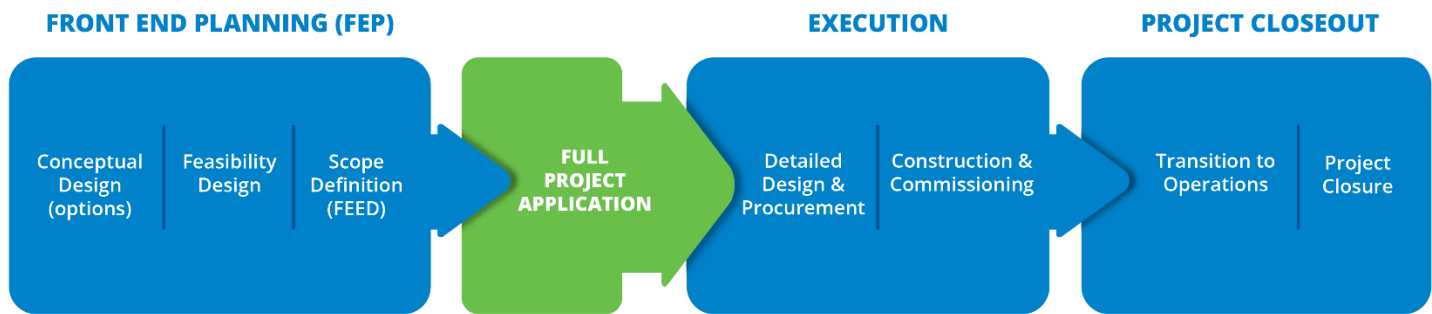 FRONT END PLANNING (FEP)
EXECUTION
PROJECT CLOSEOUT
Conceptual
Design
(options)
Feasibility
Design
Scope
Definition
(FEED)
FULL
PROJECT
APPLICATION
Detailed
Design &
Procurement
Construction &
Commissioning
Transition to
Operations
Project
Closure